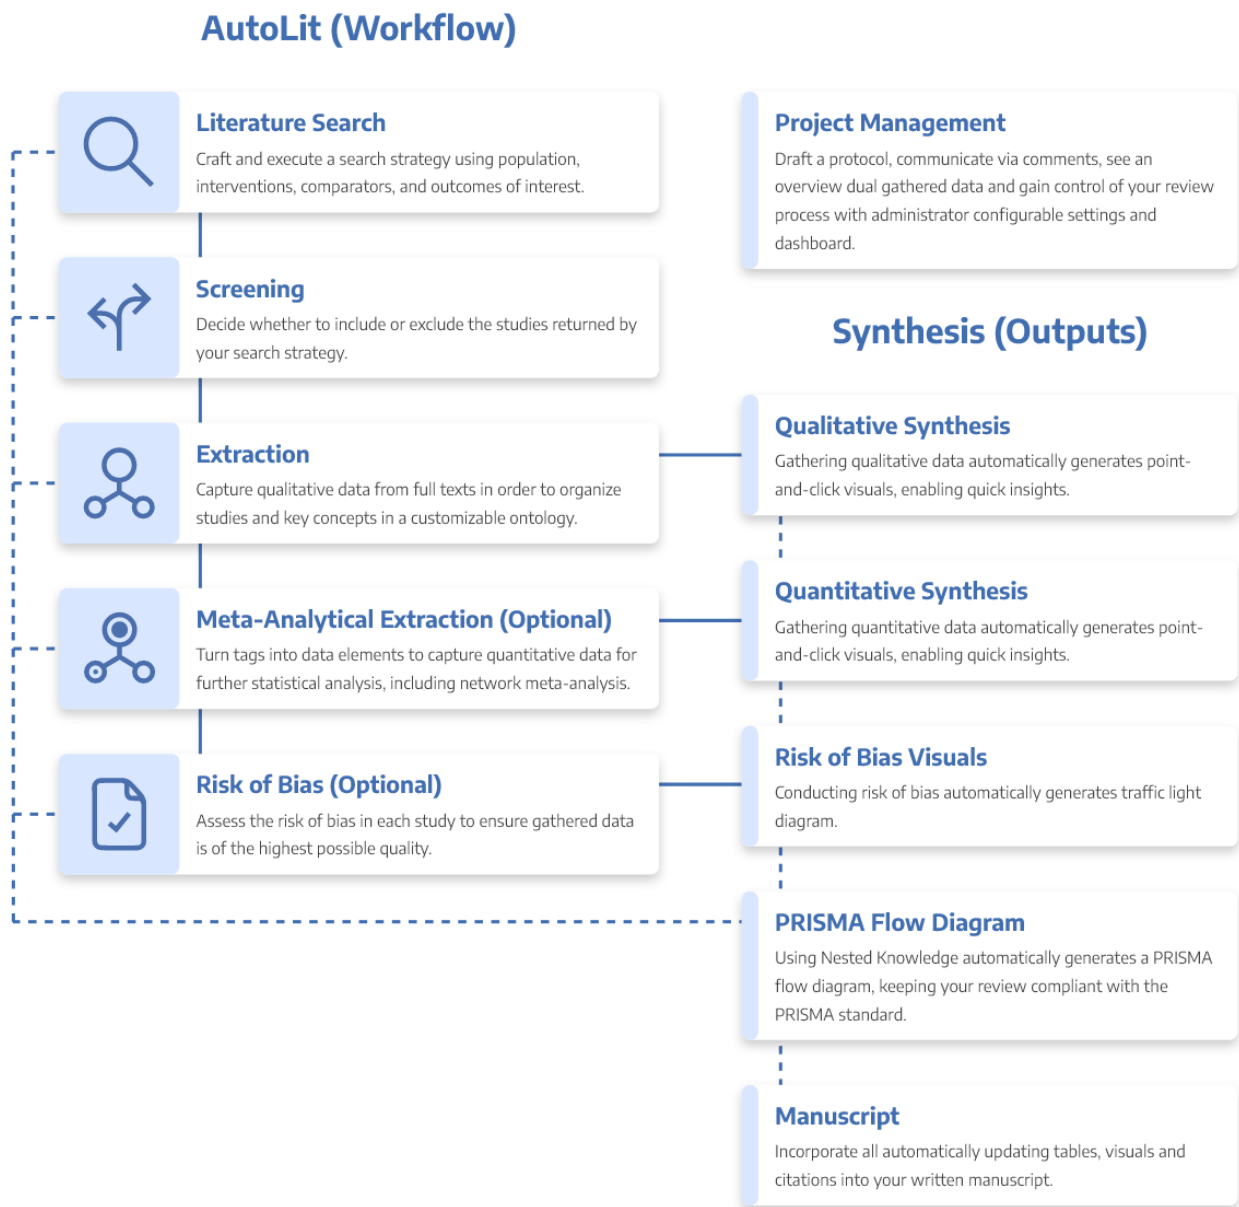 AutoLit (Workflow)
Literature Search
Craft and execute a search strategy using population,
interventions, comparators, and outcomes of interest.
Screening
Decide whether to include or exclude the studies returned by
your search strategy.
Extraction
Capture qualitative data from full texts in order to organize
studies and key concepts in a customizable ontology.
Meta-Analytical Extraction (Optional)
Turn tags into data elements to capture quantitative data for
further statistical analysis, including network meta-analysis.
Risk of Bias (Optional)
Assess the risk of bias in each study to ensure gathered data
is of the highest possible quality.
Project Management
Draft a protocol, communicate via comments, see an
overview dual gathered data and gain control of your review
process with administrator configurable settings and
dashboard.
Synthesis (Outputs)
Qualitative Synthesis
Gathering qualitative data automatically generates point-
and-click visuals, enabling quick insights.
Quantitative Synthesis
Gathering quantitative data automatically generates point-
and-click visuals, enabling quick insights.
Risk of Bias Visuals
Conducting risk of bias automatically generates traffic light
diagram.
PRISMA Flow Diagram
Using Nested Knowledge automatically generates a PRISMA
flow diagram, keeping your review compliant with the
PRISMA standard.
Manuscript
Incorporate all automatically updating tables, visuals and
citations into your written manuscript.